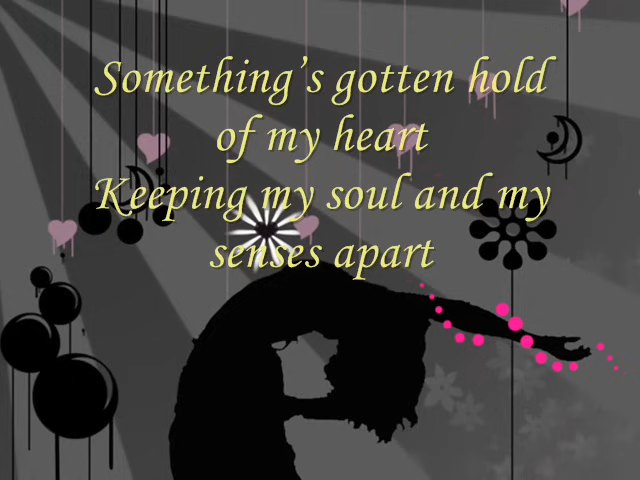 Something’s gotten hold
of my heart
Keeping my soul and my
senses apart